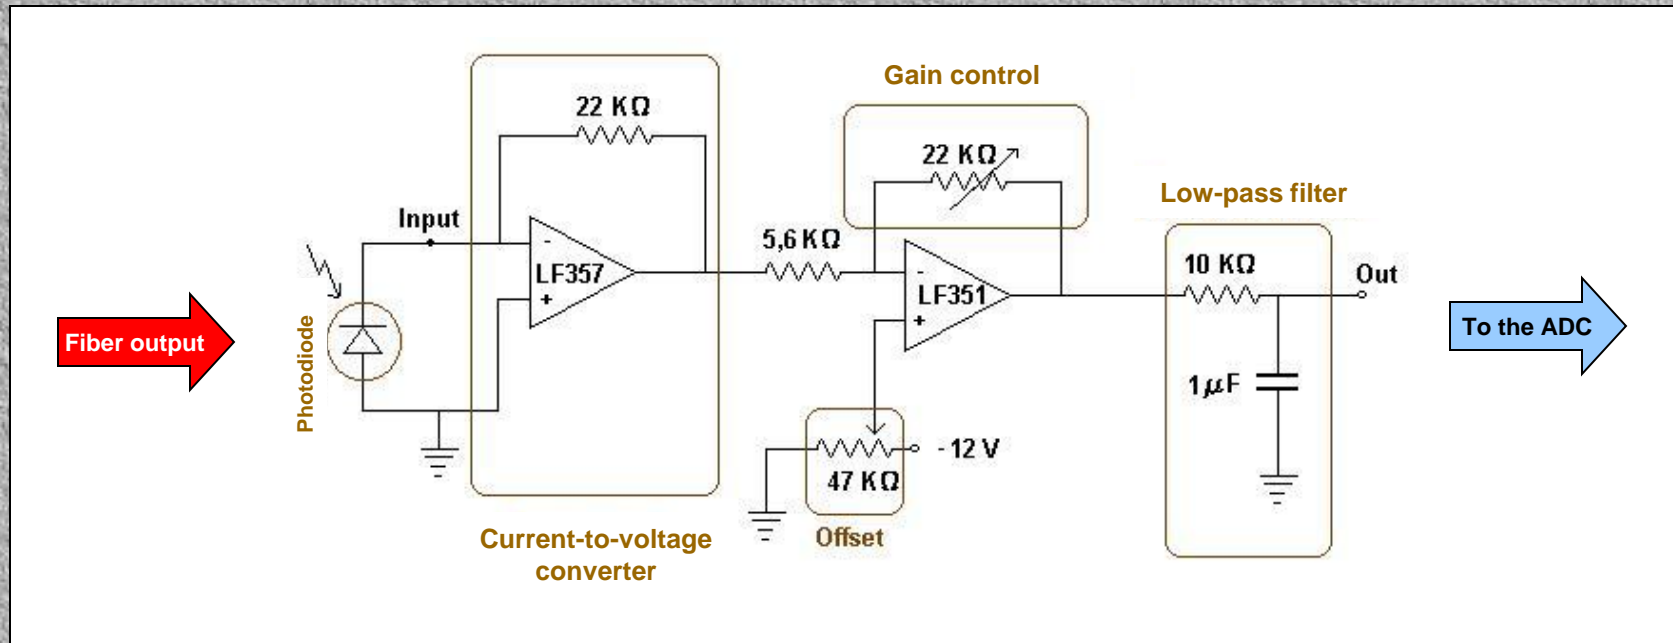 Fiber output
Photodiode
Input
22 KΩ
-
LF357
+
Current-to-voltage
converter
5,6 KΩ
Gain control
22 KΩ
-
LF351
+
- 12 V
47 KΩ
Offset
Low-pass filter
10 KΩ
1μF
Out
To the ADC